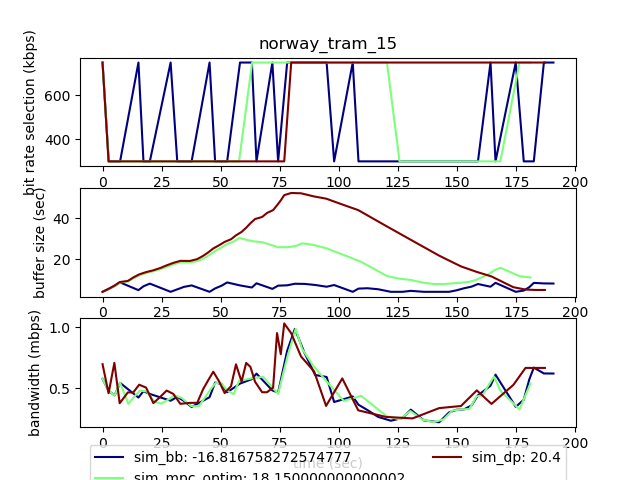 norway_tram_15
bit rate selection (kbps)
600
400
0 25 50 75 100 125 150 175 200
buffer size (sec)
40
20
0 25 50 75 100 125 150 175 200
bandwidth (mbps)
1.0
0.5
0 25 50 75 100 125 150 175 200
time (sec)
sim_bb: -16.816758272574777
sim_dp: 20.4
sim_mpc_optim: 18.150000000000002